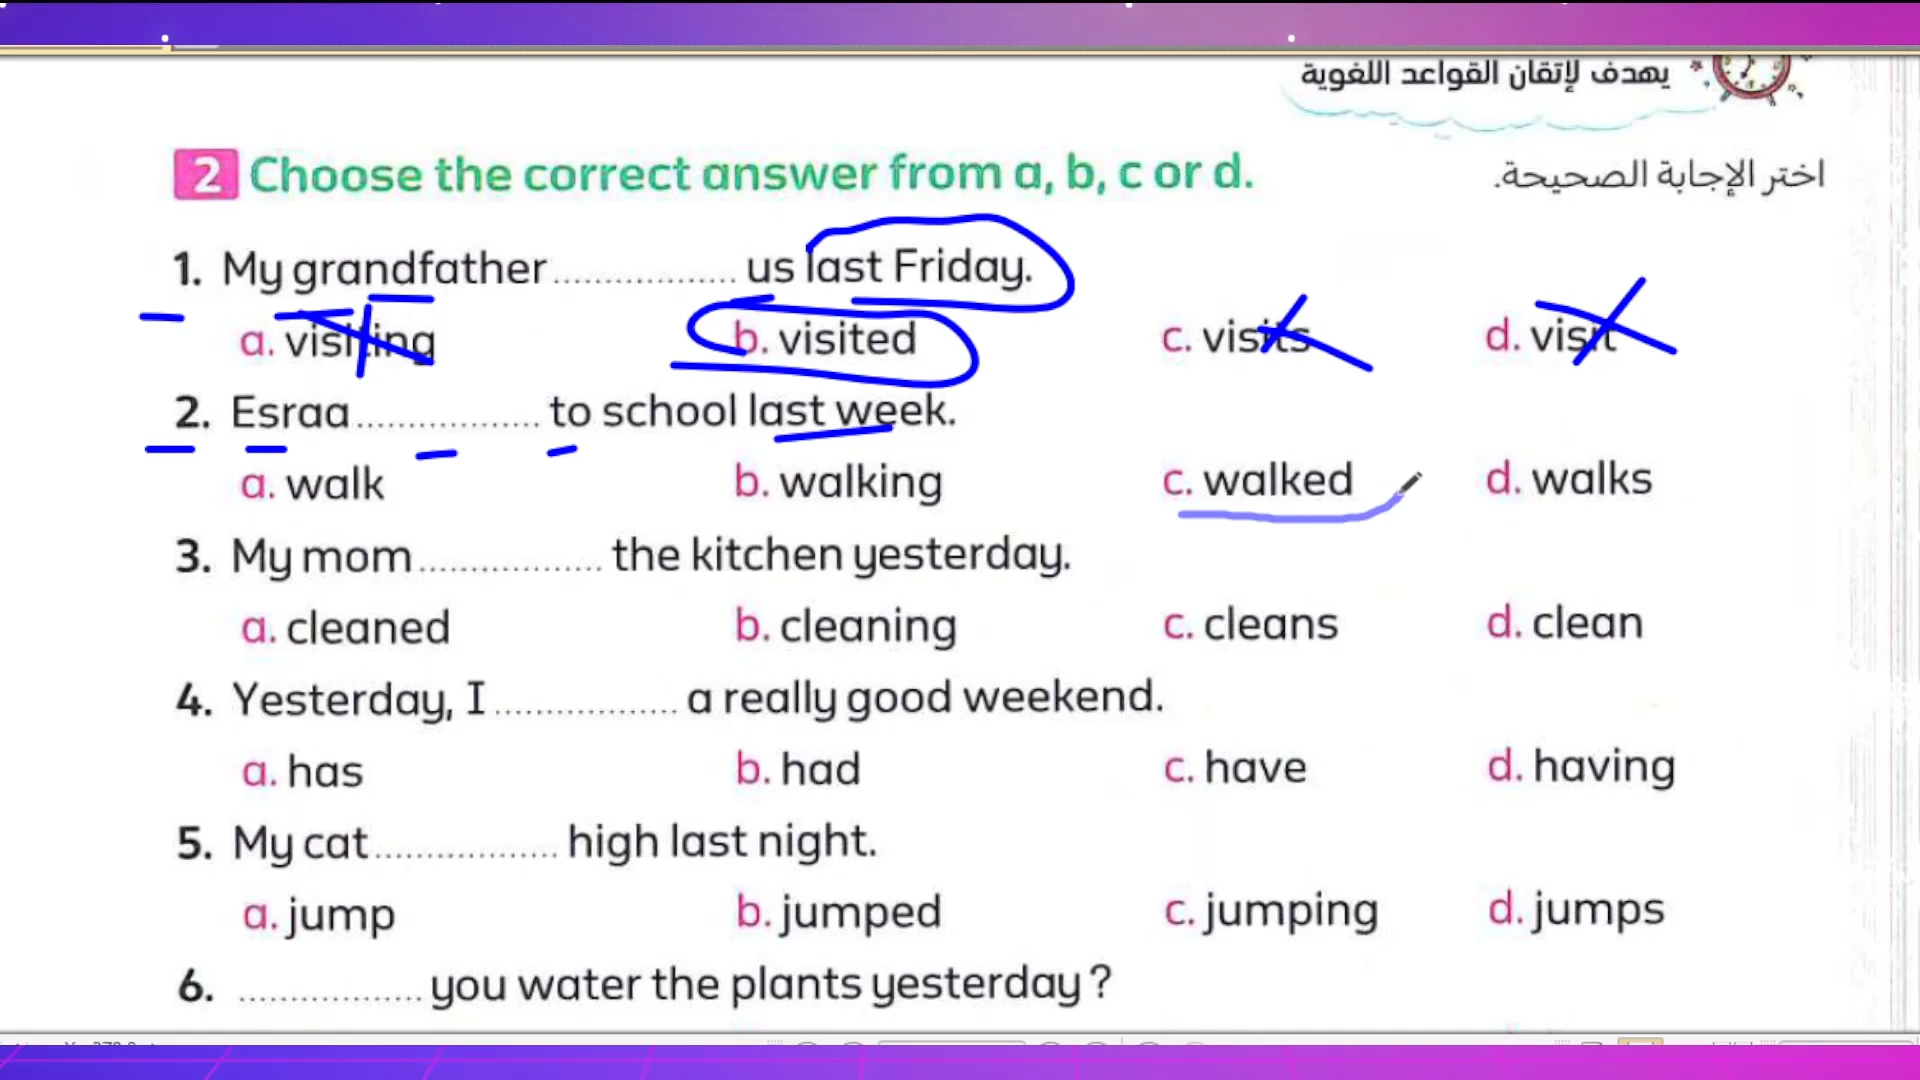 يهدف لإتقان القواعد اللغوية
2 Choose the correct answer from a, b, c or d.
اختر الإجابة الصحيحة.
1. My grandfather .................. us last Friday.
a. visiting b. visited c. visits d. visit
2. Esraa .................. to school last week.
a. walk b. walking c. walked d. walks
3. My mom .................. the kitchen yesterday.
a. cleaned b. cleaning c. cleans d. clean
4. Yesterday, I .................. a really good weekend.
a. has b. had c. have d. having
5. My cat .................. high last night.
a. jump b. jumped c. jumping d. jumps
6. .................. you water the plants yesterday ?